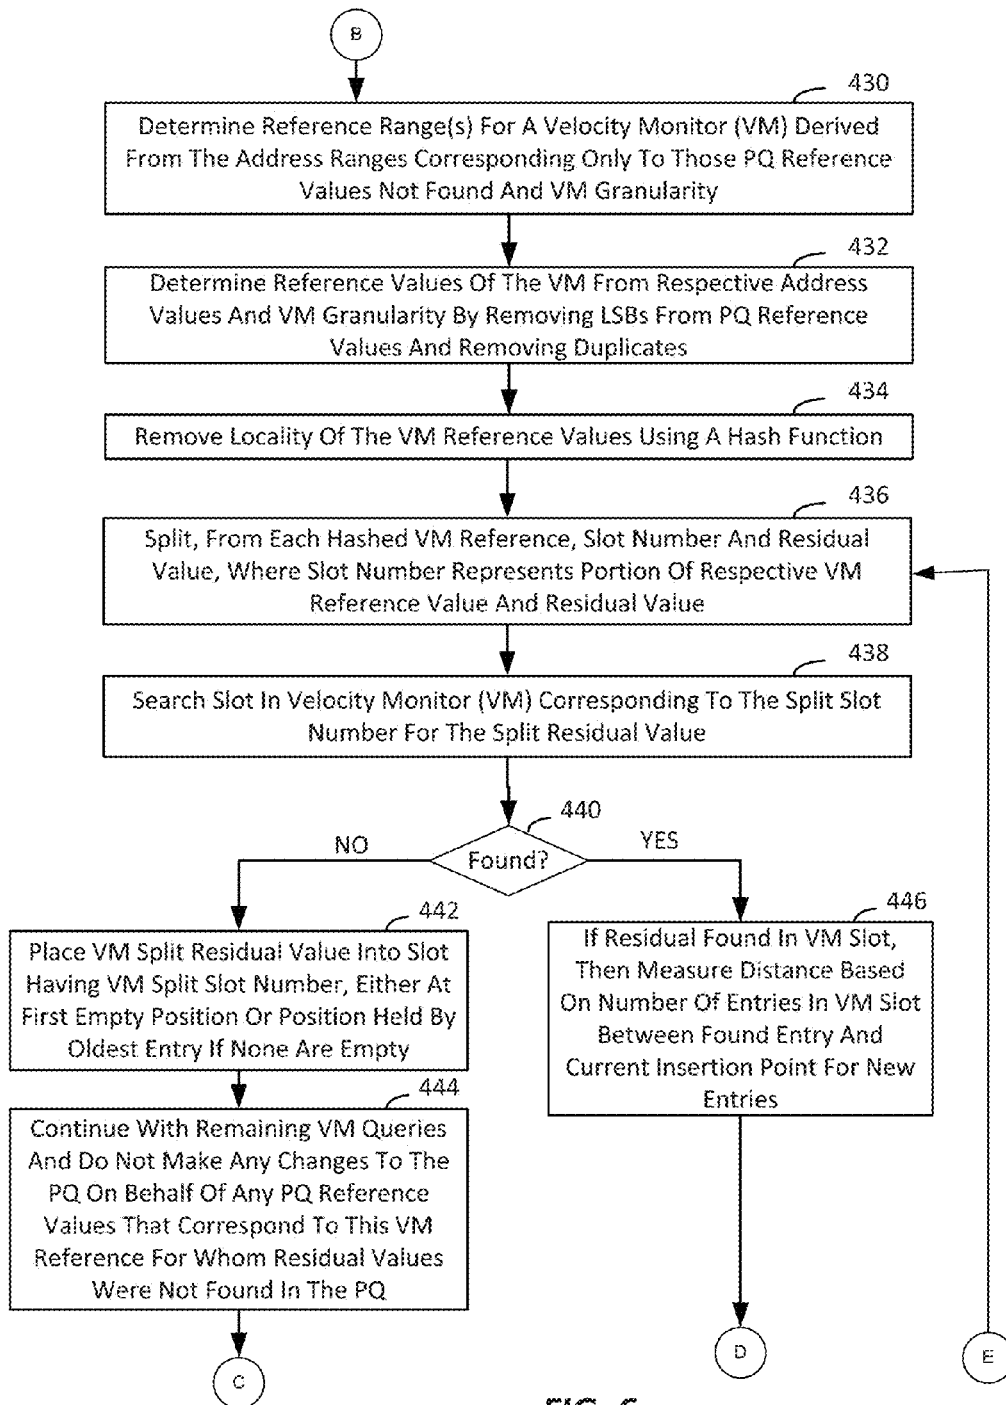 B
430
Determine Reference Range(s) For A Velocity Monitor (VM) Derived
From The Address Ranges Corresponding Only To Those PQ Reference
Values Not Found And VM Granularity
432
Determine Reference Values Of The VM From Respective Address
Values And VM Granularity By Removing LSBs From PQ Reference
Values And Removing Duplicates
434
Remove Locality Of The VM Reference Values Using A Hash Function
436
Split, From Each Hashed VM Reference, Slot Number And Residual
Value, Where Slot Number Represents Portion Of Respective VM
Reference Value And Residual Value
438
Search Slot In Velocity Monitor (VM) Corresponding To The Split Slot
Number For The Split Residual Value
440
Found?
NO
YES
442
Place VM Split Residual Value Into Slot
Having VM Split Slot Number, Either At
First Empty Position Or Position Held By
Oldest Entry If None Are Empty
444
Continue With Remaining VM Queries
And Do Not Make Any Changes To The
PQ On Behalf Of Any PQ Reference
Values That Correspond To This VM
Reference For Whom Residual Values
Were Not Found In The PQ
446
If Residual Found In VM Slot,
Then Measure Distance Based
On Number Of Entries In VM Slot
Between Found Entry And
Current Insertion Point For New
Entries
C
D
E